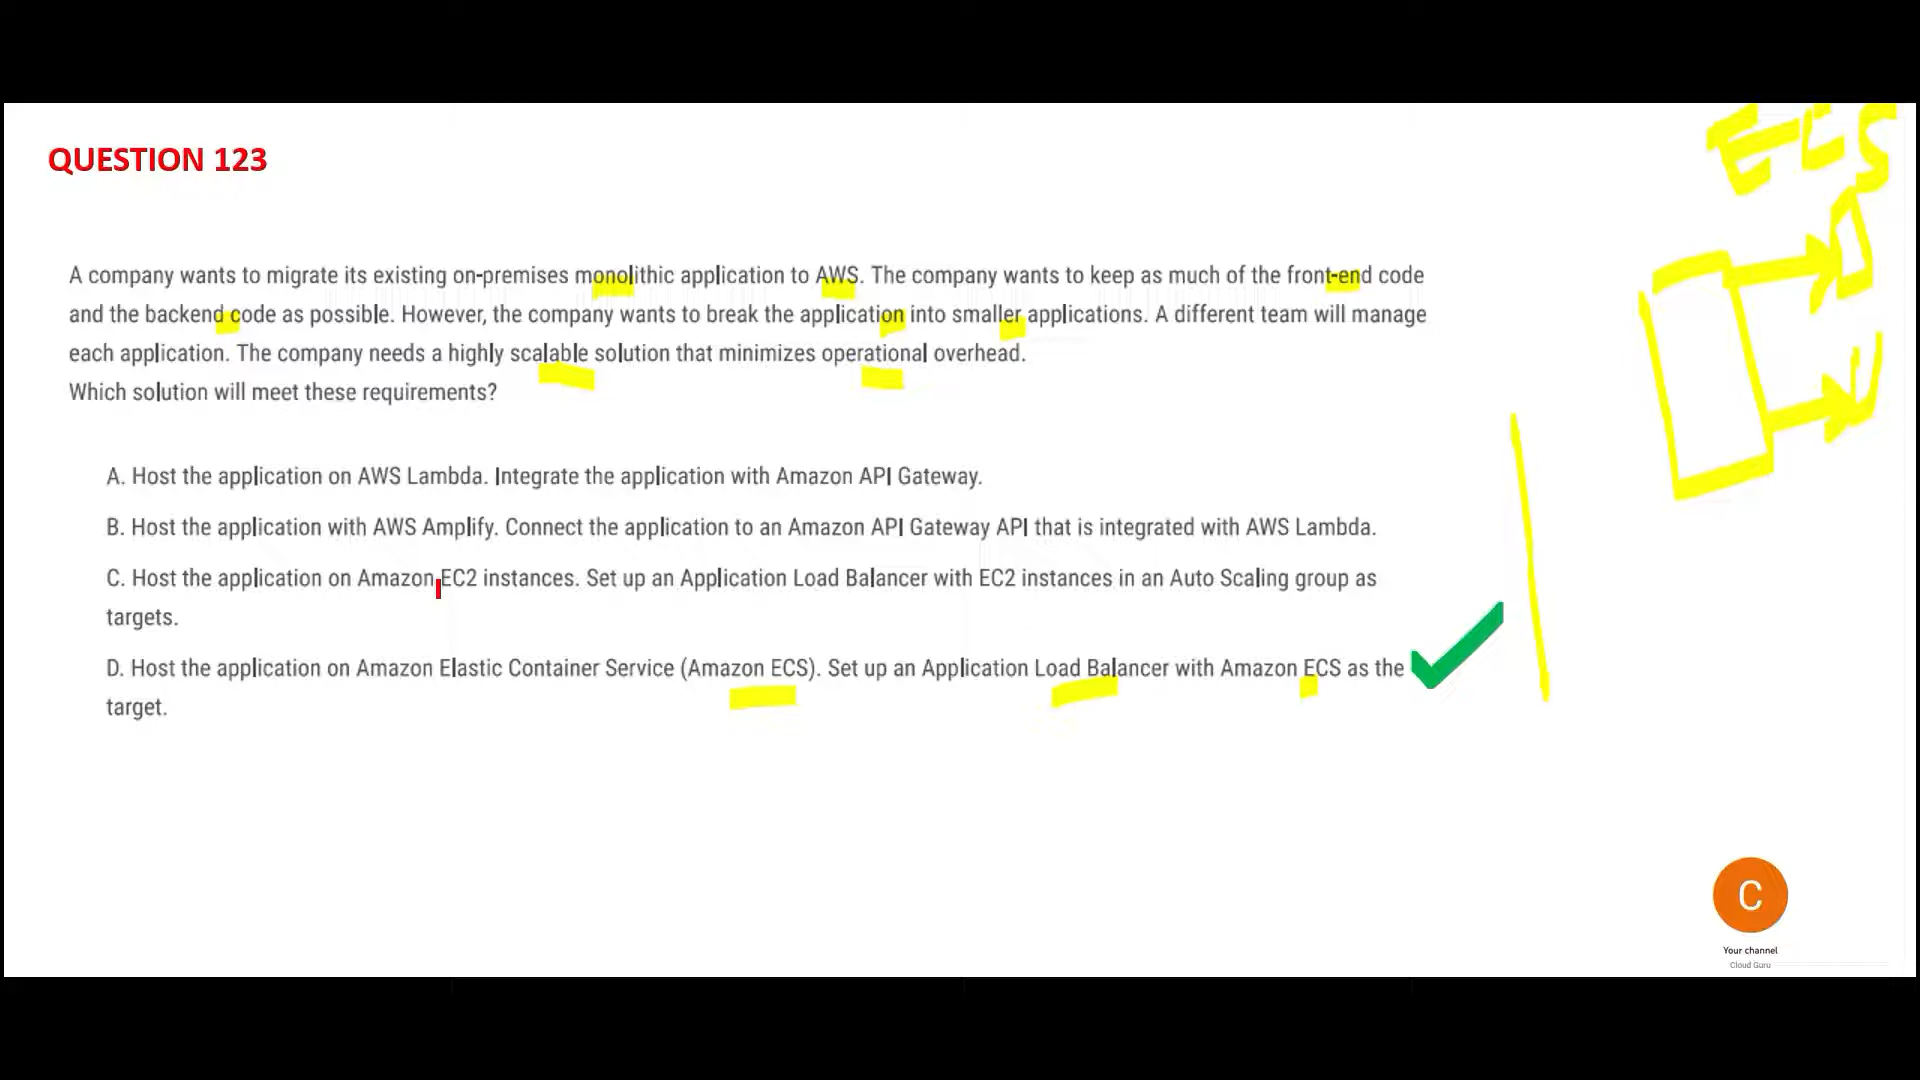 ECS
QUESTION 123
A company wants to migrate its existing on-premises monolithic application to AWS. The company wants to keep as much of the front-end code
and the backend code as possible. However, the company wants to break the application into smaller applications. A different team will manage
each application. The company needs a highly scalable solution that minimizes operational overhead.
Which solution will meet these requirements?
A. Host the application on AWS Lambda. Integrate the application with Amazon API Gateway.
B. Host the application with AWS Amplify. Connect the application to an Amazon API Gateway API that is integrated with AWS Lambda.
C. Host the application on Amazon EC2 instances. Set up an Application Load Balancer with EC2 instances in an Auto Scaling group as
targets.
D. Host the application on Amazon Elastic Container Service (Amazon ECS). Set up an Application Load Balancer with Amazon ECS as the
target.
C
Your channel
Cloud Guru